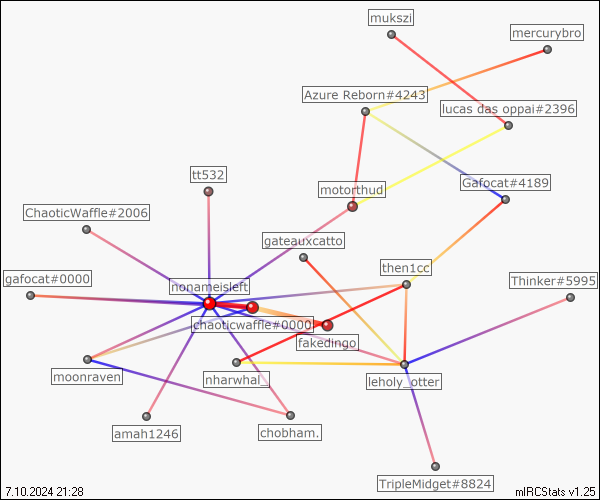 mukszi
mercurybro
Azure Reborn#4243
lucas das oppai#2396
tt532
motorthud
Gafocat#4189
ChaoticWaffle#2006
gateauxcatto
then1cc
gafocat#0000
nonameisleft
Thinker#5995
chaoticwaffle#0000
fakedingo
moonraven
nharwhal_
leholy_otter
amah1246
chobham.
TripleMidget#8824
7.10.2024 21:28
mIRCStats v1.25